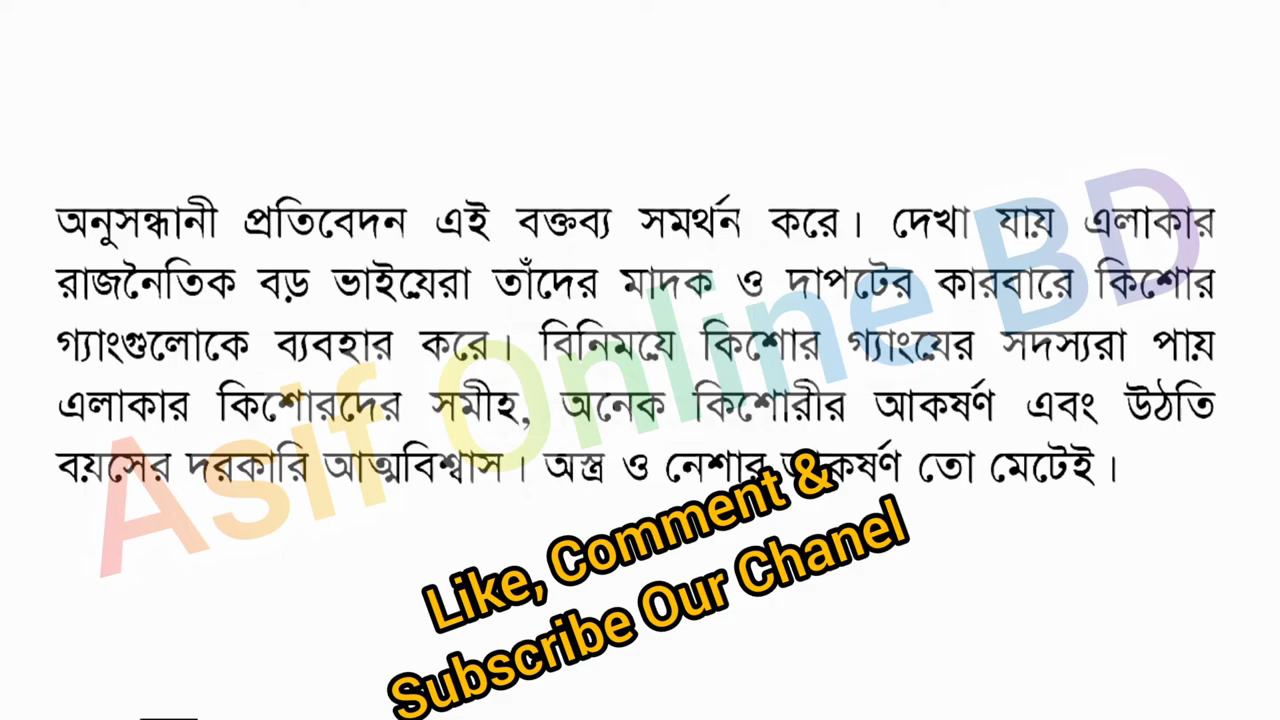 অনুসন্ধানী প্রতিবেদন এই বক্তব্য সমর্থন করে। দেখা যায় এলাকার
রাজনৈতিক বড় ভাইয়েরা তাঁদের মাদক ও দাপটের কারবারে কিশোর
গ্যাংগুলোকে ব্যবহার করে। বিনিময়ে কিশোর গ্যাংয়ের সদস্যরা পায়
এলাকার কিশোরদের সমীহ, অনেক কিশোরীর আকর্ষণ এবং উঠতি
বয়সের দরকারি আত্মবিশ্বাস। অস্ত্র ও নেশার আকর্ষণ তো মেটেই।
Asif Online BD
Like, Comment &
Subscribe Our Chanel